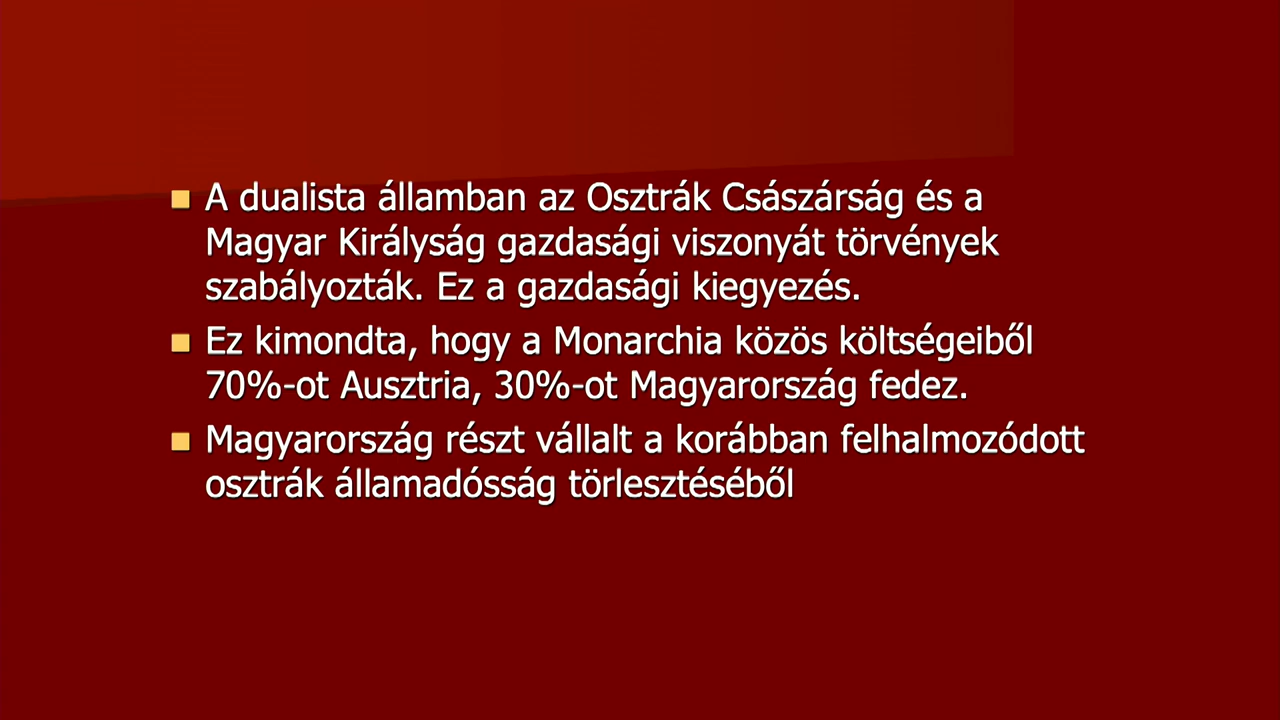 A dualista államban az Osztrák Császárság és a
Magyar Királyság gazdasági viszonyát törvények
szabályozták. Ez a gazdasági kiegyezés.
Ez kimondta, hogy a Monarchia közös költségeiből
70%-ot Ausztria, 30%-ot Magyarország fedez.
Magyarország részt vállalt a korábban felhalmozódott
osztrák államadósság törlesztéséből